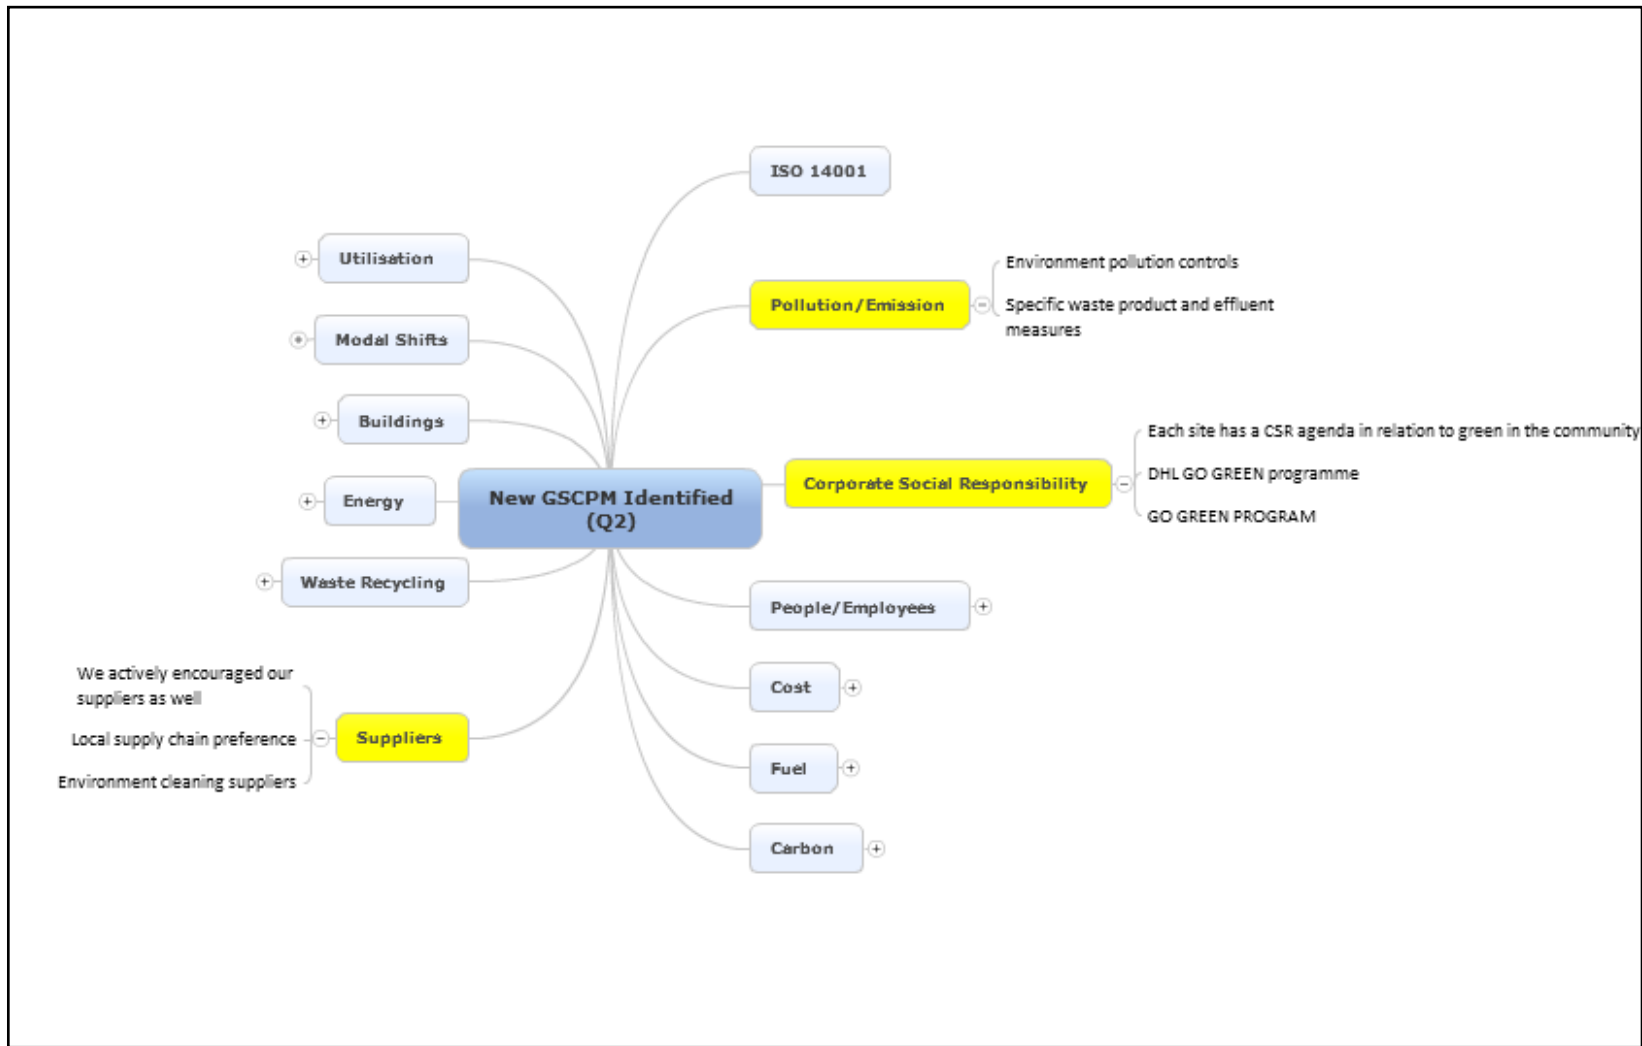 ISO 14001
Utilisation
Environment pollution controls
Pollution/Emission
Specific waste product and effluent
measures
Modal Shifts
Buildings
Each site has a CSR agenda in relation to green in the community
DHL GO GREEN programme
Corporate Social Responsibility
GO GREEN PROGRAM
Energy
New GSCPM Identified
(Q2)
Waste Recycling
People/Employees
We actively encouraged our
suppliers as well
Cost
Suppliers
Local supply chain preference
Environment cleaning suppliers
Fuel
Carbon